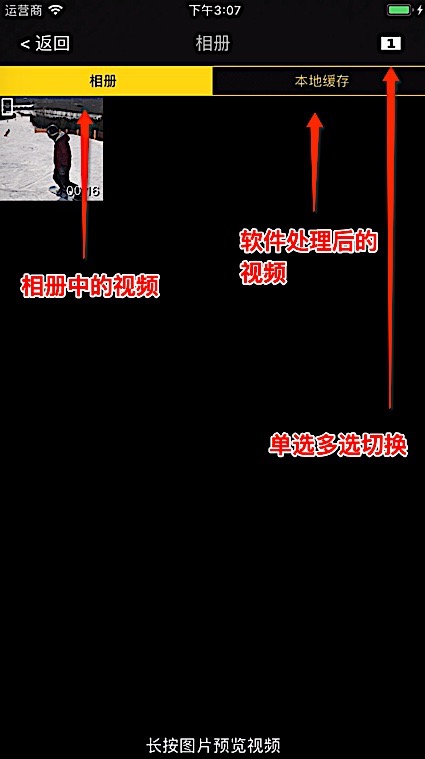 运营商 下午3:07
< 返回 相册 1
相册 本地缓存
00:16
软件处理后的
视频
相册中的视频
单选多选切换
长按图片预览视频